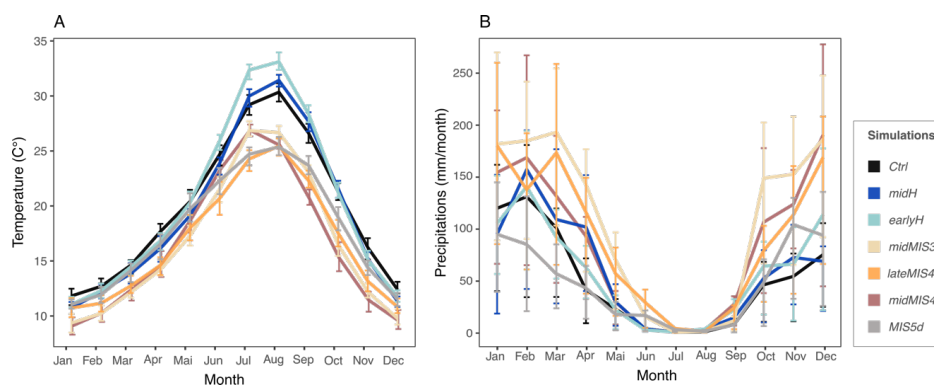 A
B
Temperature (C°)
35
30
25
20
15
10
Jan Feb Mar Apr Mai Jun Jul Aug Sep Oct Nov Dec
Month
Precipitations (mm/month)
250
200
150
100
50
0
Jan Feb Mar Apr Mai Jun Jul Aug Sep Oct Nov Dec
Month
Simulations
Ctrl
midH
earlyH
midMIS3
lateMIS4
midMIS4
MIS5d